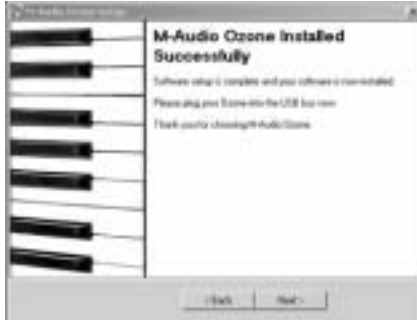 M-Audio Ozone Installed
Successfully
Software setup is complete and your software is now installed.
Please plug your Ozone into the USB bus now.
Thank you for choosing M-Audio Ozone.
< Back
Next >